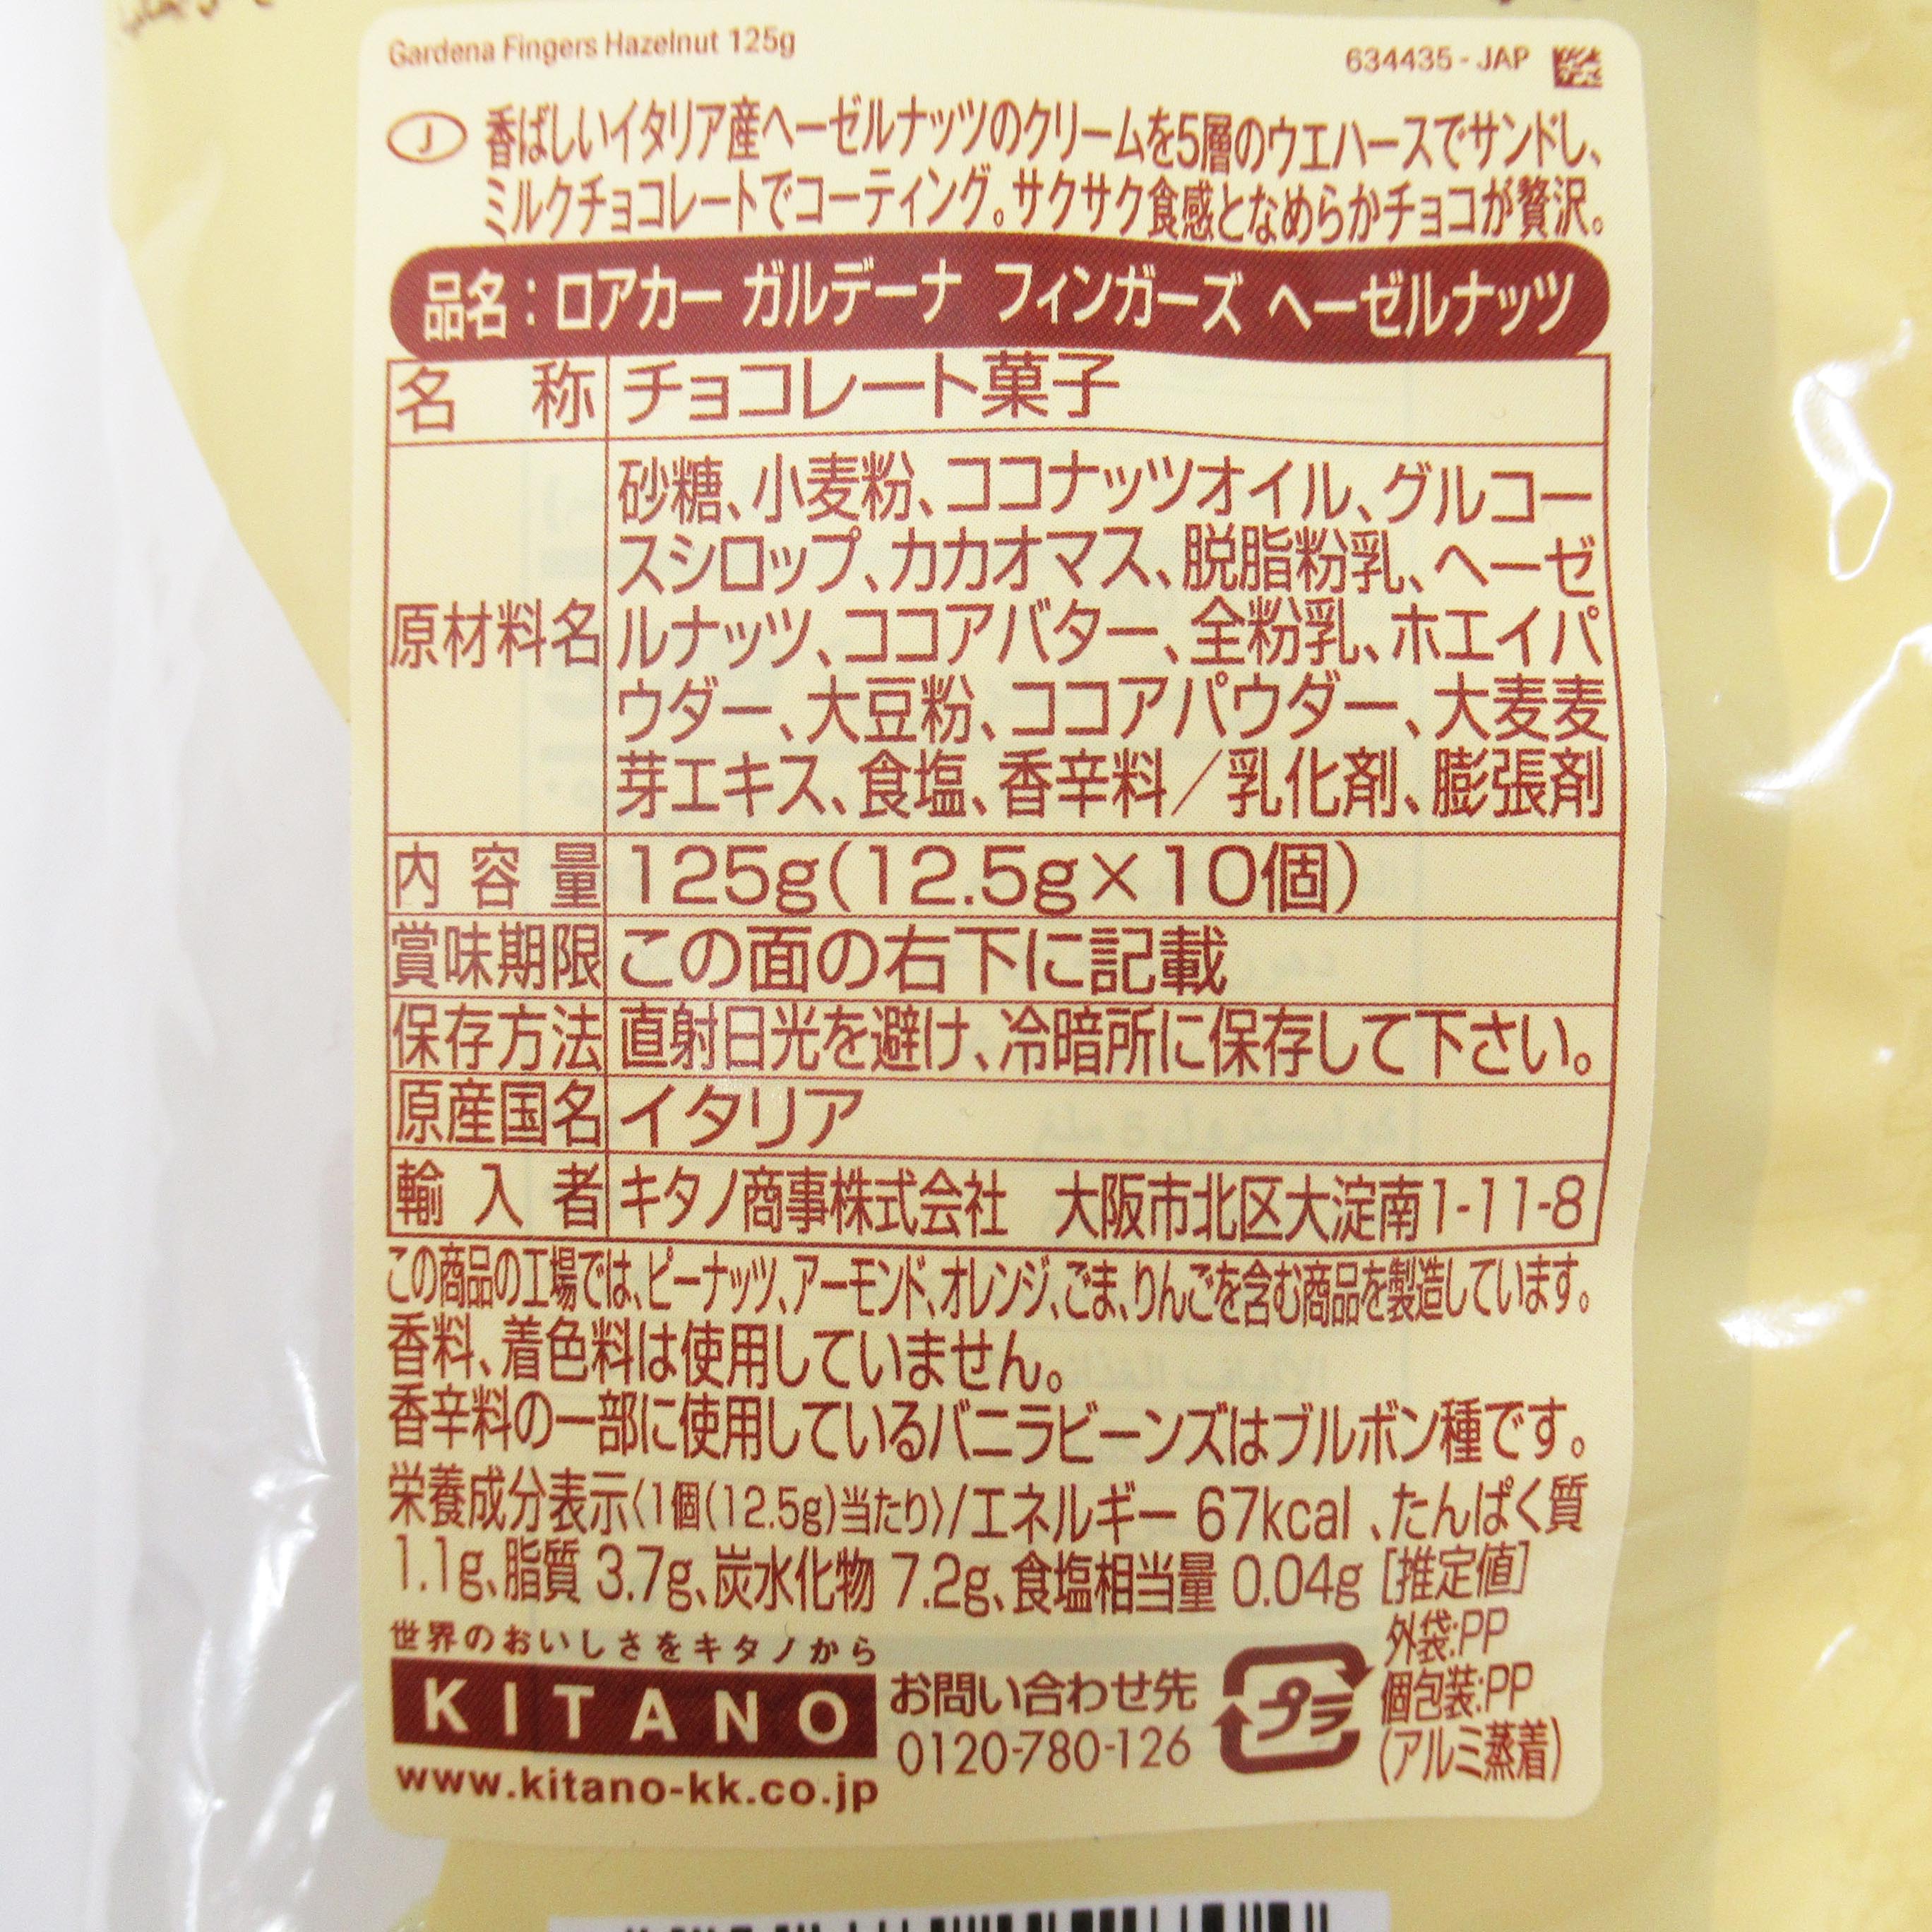 Gardena Fingers Hazelnut 125g
634435 - JAP
J 香ばしいイタリア産ヘーゼルナッツのクリームを5層のウエハースでサンドし、
ミルクチョコレートでコーティング。サクサク食感となめらかチョコが贅沢。
品名：ロアカー ガルデーナ フィンガーズ ヘーゼルナッツ
名称 チョコレート菓子
原材料名 砂糖、小麦粉、ココナッツオイル、グルコー
スシロップ、カカオマス、脱脂粉乳、ヘーゼ
ルナッツ、ココアバター、全粉乳、ホエイパ
ウダー、大豆粉、ココアパウダー、大麦麦
芽エキス、食塩、香辛料／乳化剤、膨張剤
内容量 125g(12.5g×10個)
賞味期限 この面の右下に記載
保存方法 直射日光を避け、冷暗所に保存して下さい。
原産国名 イタリア
輸入者 キタノ商事株式会社 大阪市北区大淀南1-11-8
この商品の工場では、ピーナッツ、アーモンド、オレンジ、ごま、りんごを含む商品を製造しています。
香料、着色料は使用していません。
香辛料の一部に使用しているバニラビーンズはブルボン種です。
栄養成分表示〈1個(12.5g)当たり〉/エネルギー 67kcal、たんぱく質
1.1g、脂質 3.7g、炭水化物 7.2g、食塩相当量 0.04g [推定値]
世界のおいしさをキタノから
KITANO
www.kitano-kk.co.jp
お問い合わせ先
0120-780-126
プラ
外袋:PP
個包装:PP
(アルミ蒸着)